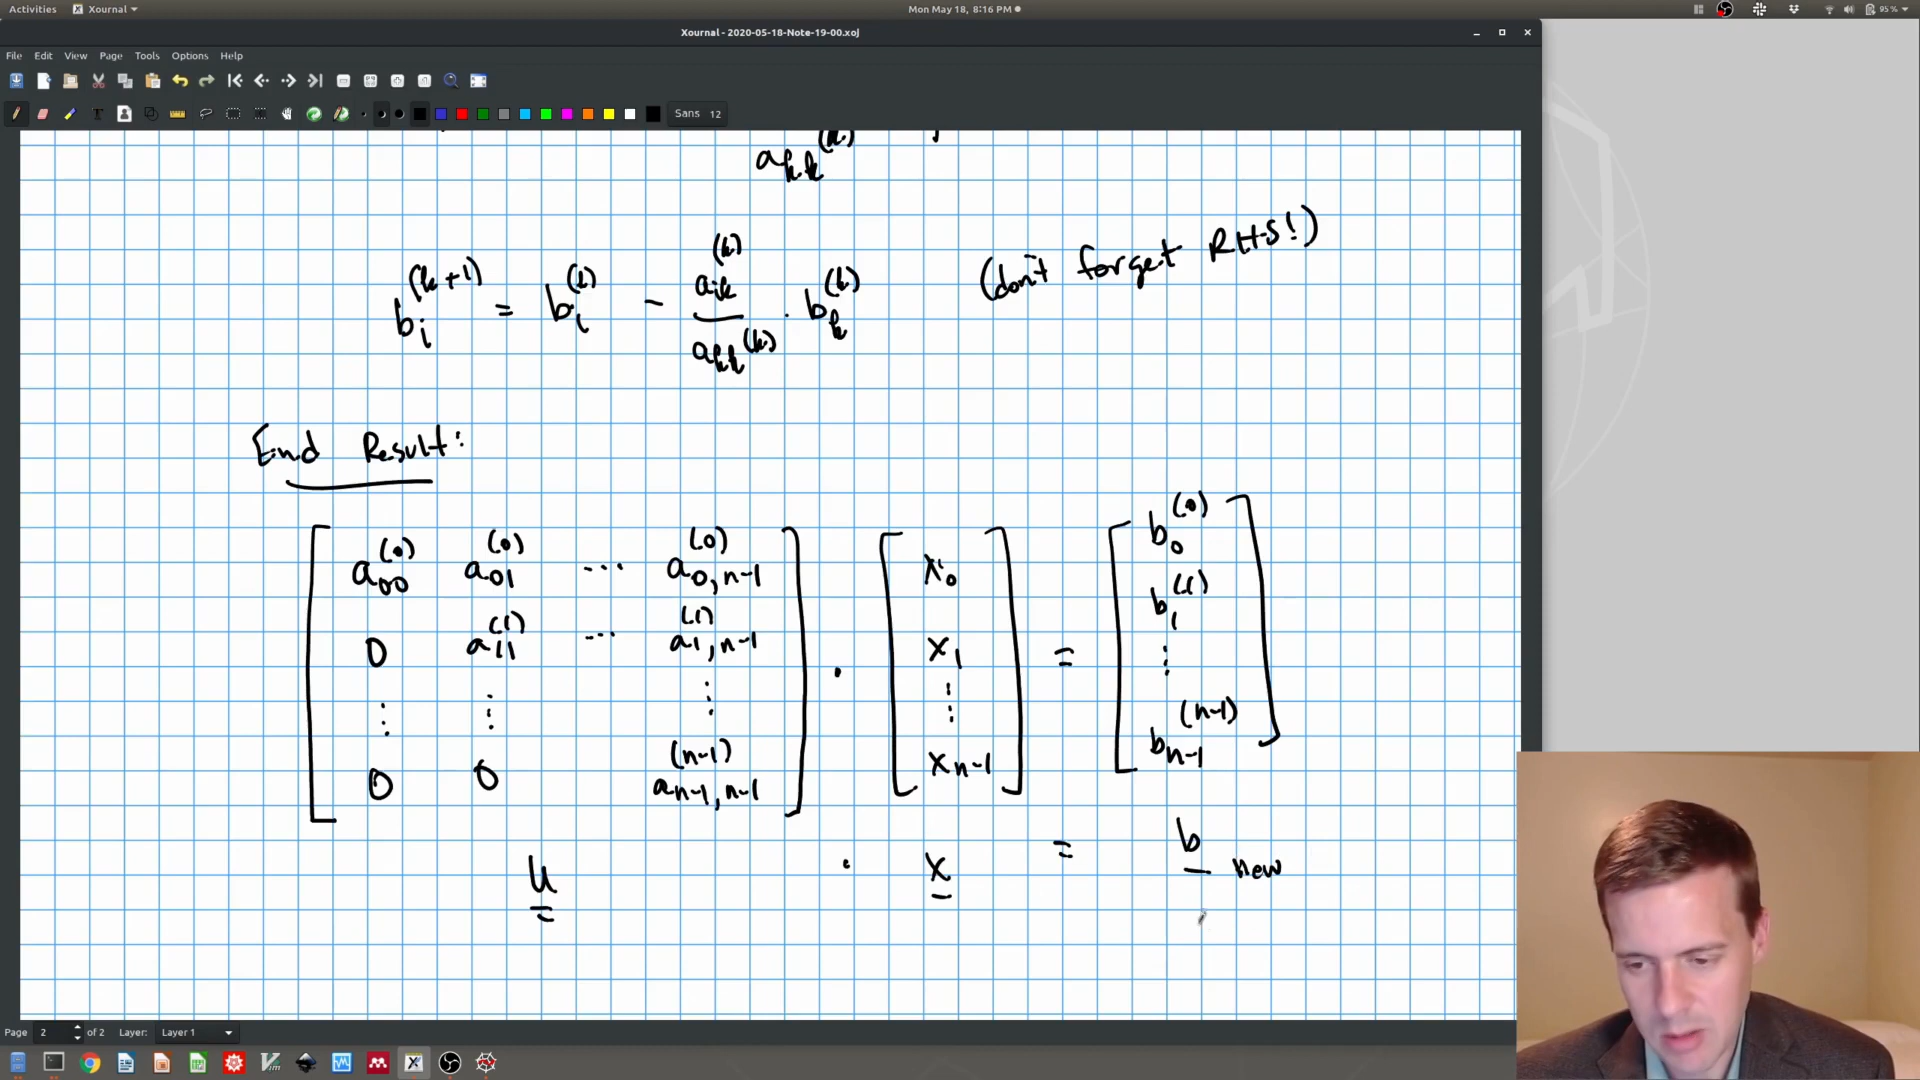 Activities Xournal Mon May 18, 8:16 PM 95 %
Xournal - 2020-05-18-Note-19-00.xoj
File Edit View Page Tools Options Help
Sans 12
a_kk^(k)
b_i^(k+1) = b_i^(k) - a_ik^(k) / a_kk^(k) · b_k^(k) (don't forget RHS!)
End Result:
[ a_00^(0) a_01^(0) ... a_0,n-1^(0) ] [ x_0 ] [ b_0^(0) ]
[ 0 a_11^(1) ... a_1,n-1^(1) ] · [ x_1 ] = [ b_1^(1) ]
[ ⋮ ⋮ ⋮ ] [ ⋮ ] [ ⋮ ]
[ 0 0 a_n-1,n-1^(n-1) ] [ x_n-1 ] [ b_n-1^(n-1) ]
U · x = b new
Page 2 of 2 Layer: Layer 1